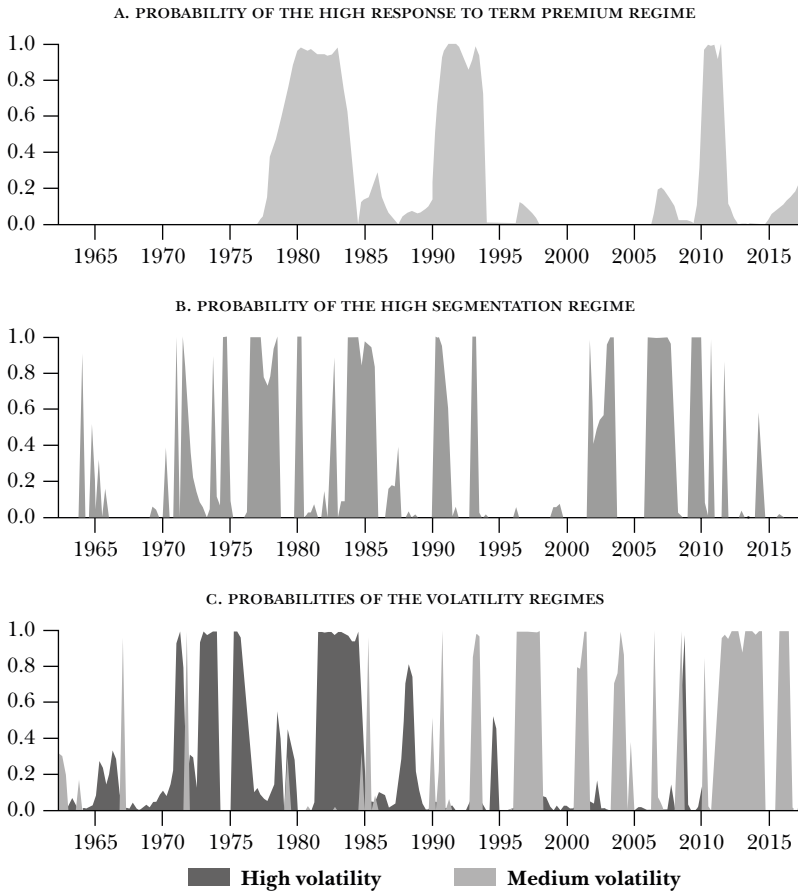 A. PROBABILITY OF THE HIGH RESPONSE TO TERM PREMIUM REGIME
1.0
0.8
0.6
0.4
0.2
0.0
1965 1970 1975 1980 1985 1990 1995 2000 2005 2010 2015
B. PROBABILITY OF THE HIGH SEGMENTATION REGIME
1.0
0.8
0.6
0.4
0.2
0.0
1965 1970 1975 1980 1985 1990 1995 2000 2005 2010 2015
C. PROBABILITIES OF THE VOLATILITY REGIMES
1.0
0.8
0.6
0.4
0.2
0.0
1965 1970 1975 1980 1985 1990 1995 2000 2005 2010 2015
High volatility Medium volatility